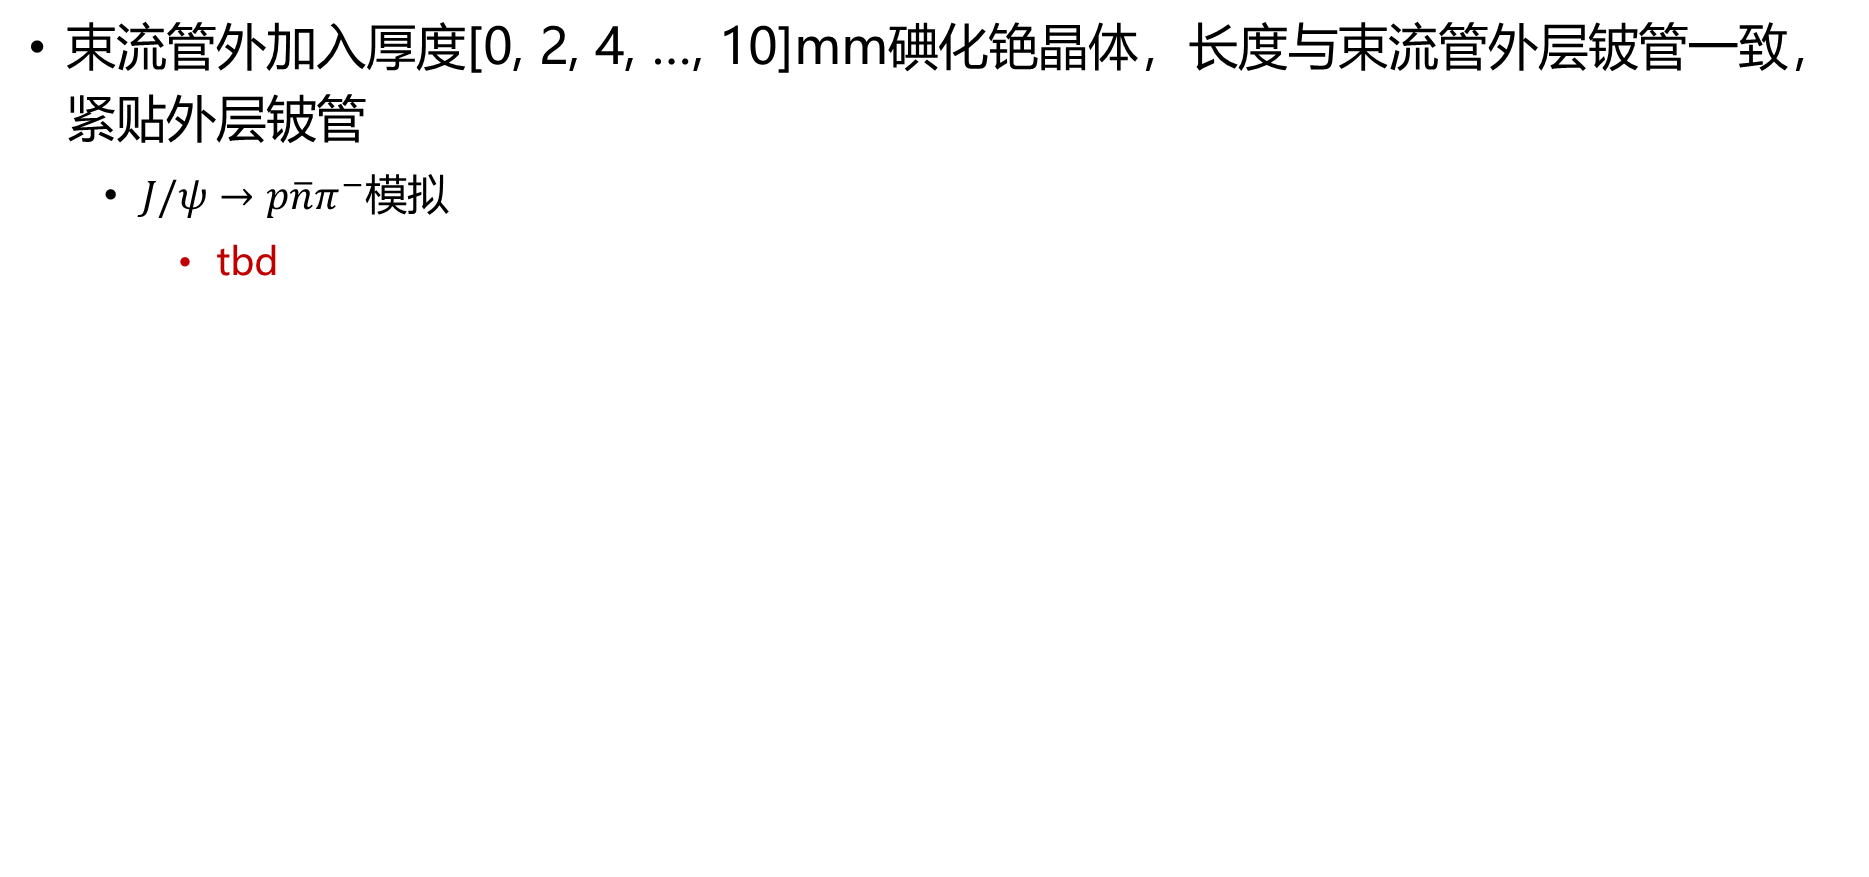 • 束流管外加入厚度[0, 2, 4, …, 10]mm碘化铯晶体，长度与束流管外层铍管一致，
紧贴外层铍管
• J/ψ → pn̄π⁻模拟
• tbd